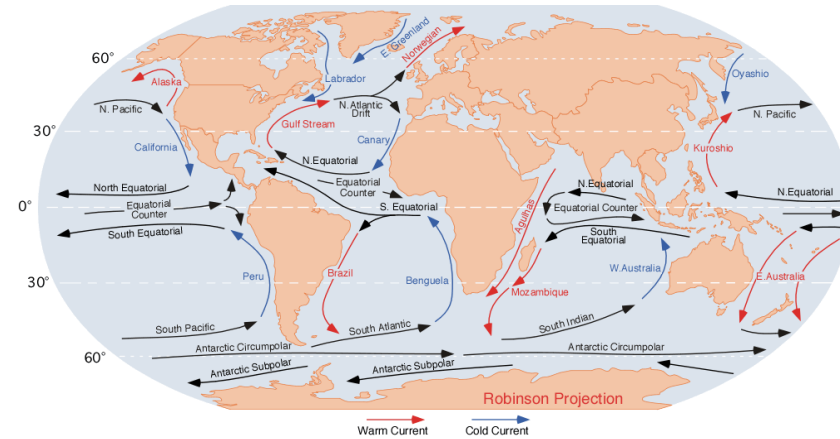 60°
E. Greenland
Norwegian
Labrador
Alaska
Oyashio
N. Pacific
N. Atlantic
Drift
N. Pacific
Gulf Stream
30°
California
Canary
Kuroshio
N.Equatorial
North Equatorial
Equatorial
Counter
N.Equatorial
N.Equatorial
0°
Equatorial
Counter
S. Equatorial
Agulhas
Equatorial Counter
South Equatorial
South
Equatorial
Peru
Brazil
Benguela
W.Australia
E.Australia
30°
Mozambique
South Pacific
South Atlantic
South Indian
Antarctic Circumpolar
Antarctic Circumpolar
60°
Antarctic Subpolar
Antarctic Subpolar
Robinson Projection
Warm Current
Cold Current